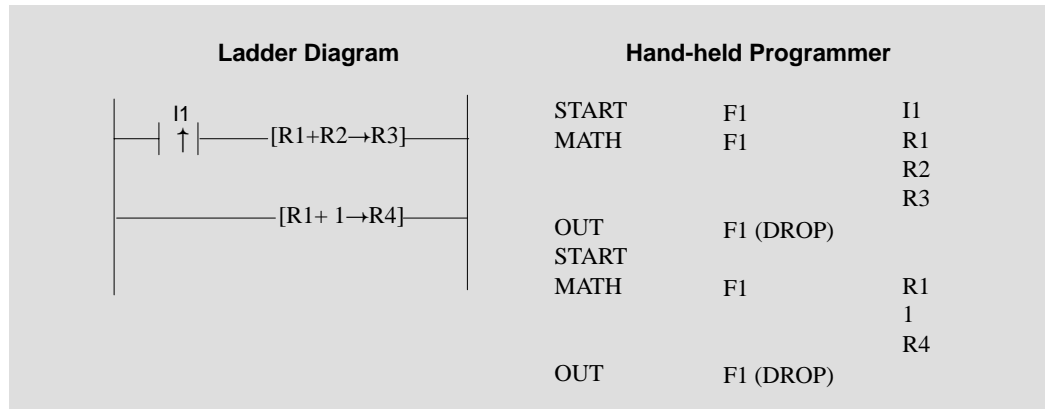 Ladder Diagram
I1
↑
[R1+R2→R3]
[R1+ 1→R4]
Hand-held Programmer
START F1 I1
MATH F1 R1
R2
R3
OUT F1 (DROP)
START
MATH F1 R1
1
R4
OUT F1 (DROP)